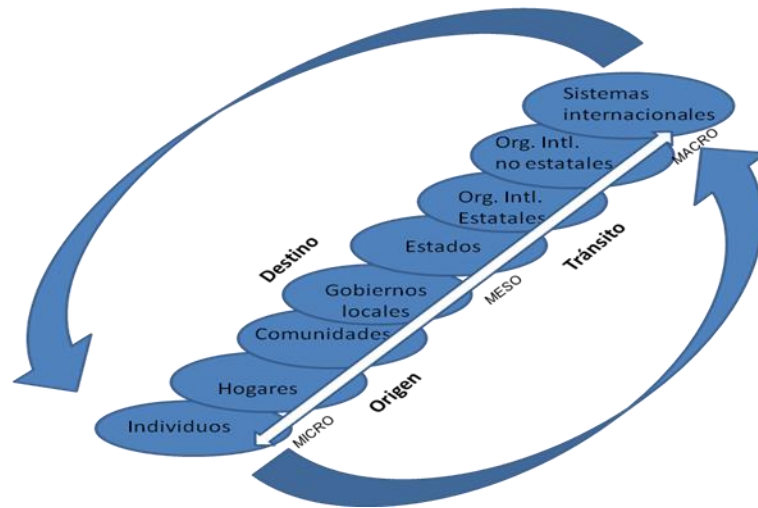 Sistemas
internacionales
Org. Intl.
no estatales
MACRO
Org. Intl.
Estatales
Destino
Tránsito
Estados
MESO
Gobiernos
locales
Comunidades
Origen
Hogares
MICRO
Individuos